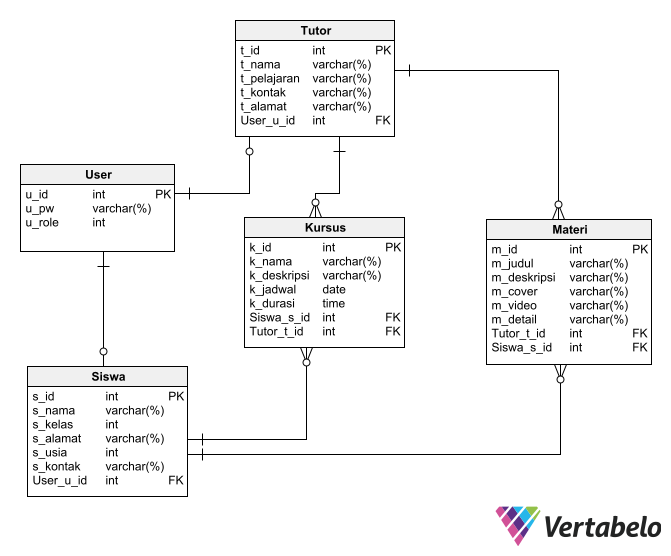 Tutor
t_id int PK
t_nama varchar(%)
t_pelajaran varchar(%)
t_kontak varchar(%)
t_alamat varchar(%)
User_u_id int FK
User
u_id int PK
u_pw varchar(%)
u_role int
Kursus
k_id int PK
k_nama varchar(%)
k_deskripsi varchar(%)
k_jadwal date
k_durasi time
Siswa_s_id int FK
Tutor_t_id int FK
Materi
m_id int PK
m_judul varchar(%)
m_deskripsi varchar(%)
m_cover varchar(%)
m_video varchar(%)
m_detail varchar(%)
Tutor_t_id int FK
Siswa_s_id int FK
Siswa
s_id int PK
s_nama varchar(%)
s_kelas int
s_alamat varchar(%)
s_usia int
s_kontak varchar(%)
User_u_id int FK
Vertabelo